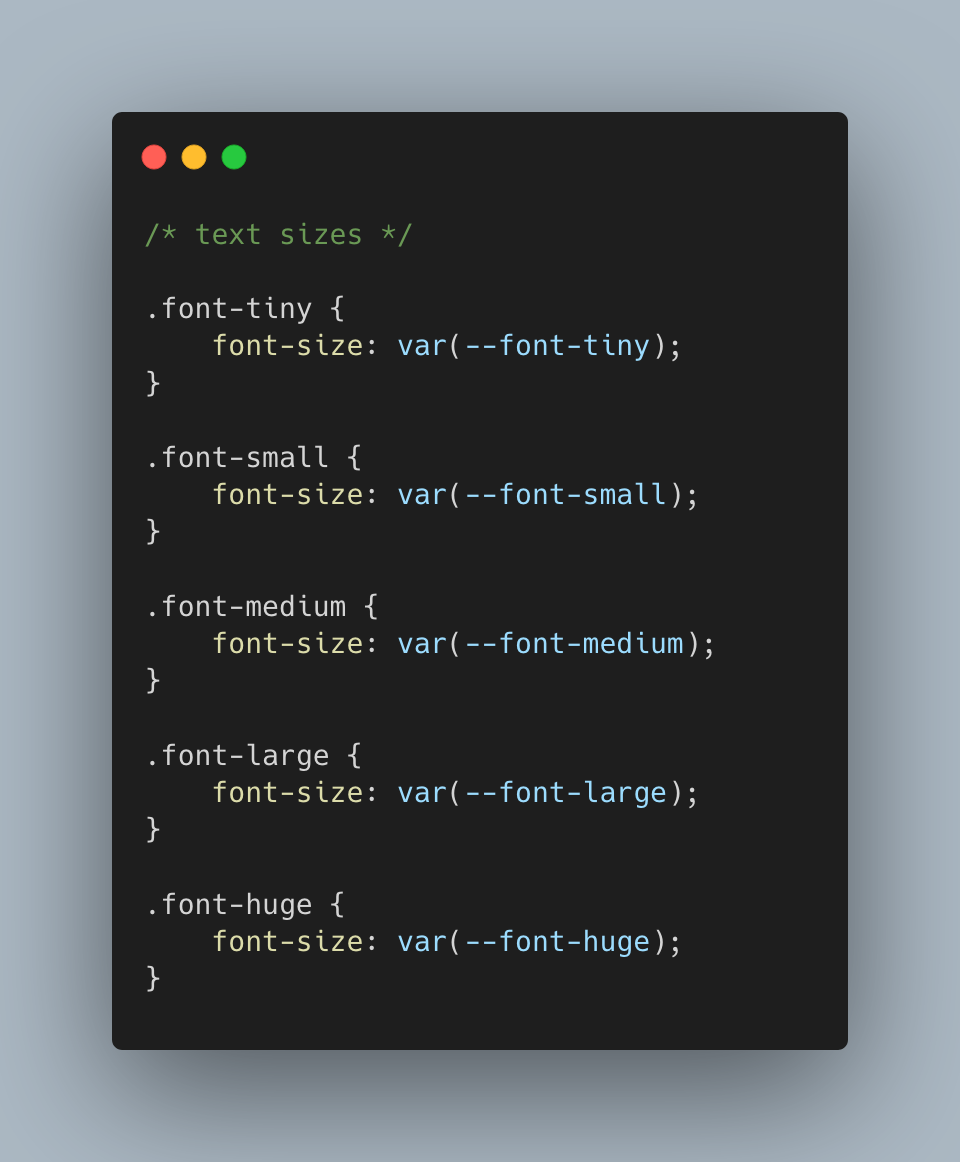 /* text sizes */

.font-tiny {
    font-size: var(--font-tiny);
}

.font-small {
    font-size: var(--font-small);
}

.font-medium {
    font-size: var(--font-medium);
}

.font-large {
    font-size: var(--font-large);
}

.font-huge {
    font-size: var(--font-huge);
}